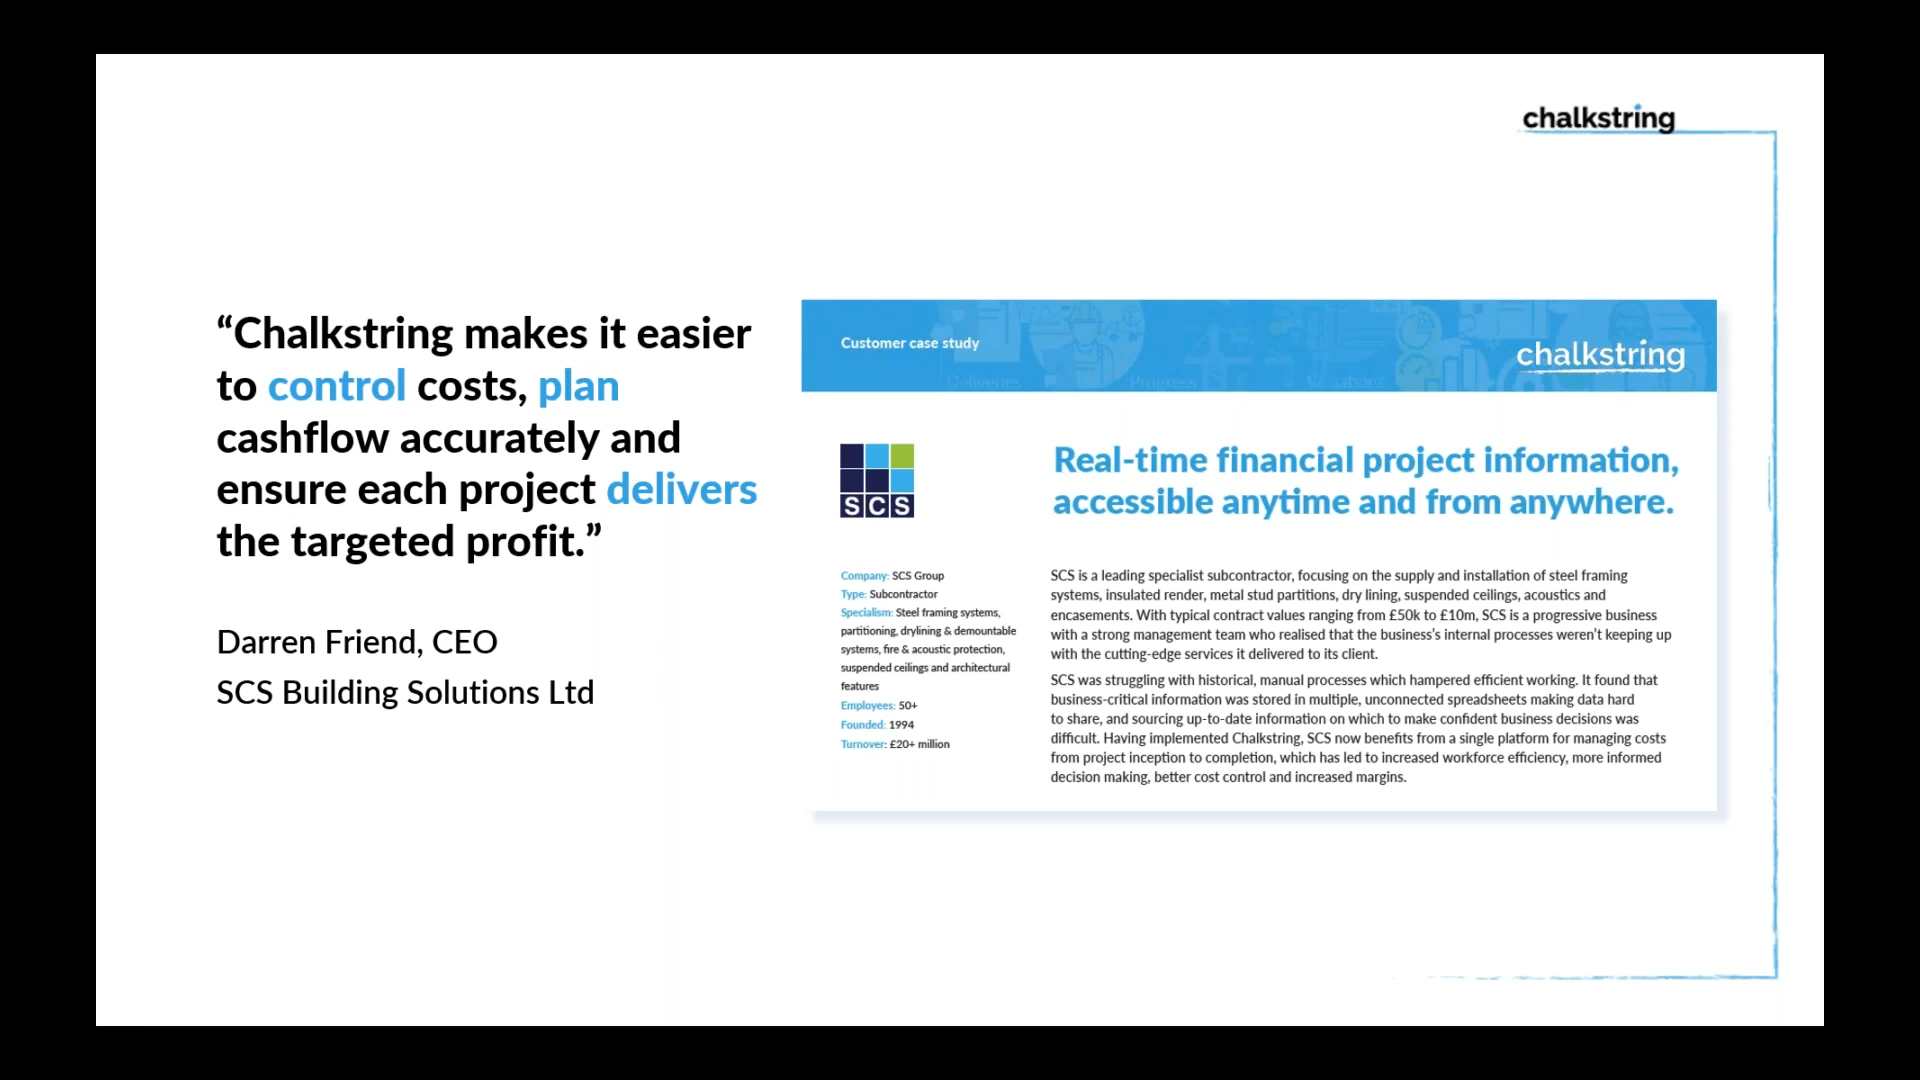 chalkstring
“Chalkstring makes it easier
to control costs, plan
cashflow accurately and
ensure each project delivers
the targeted profit.”
Darren Friend, CEO
SCS Building Solutions Ltd
Customer case study
chalkstring
Deliveries Progress Variations
SCS
Real-time financial project information,
accessible anytime and from anywhere.
Company: SCS Group
Type: Subcontractor
Specialism: Steel framing systems,
partitioning, drylining & demountable
systems, fire & acoustic protection,
suspended ceilings and architectural
features
Employees: 50+
Founded: 1994
Turnover: £20+ million
SCS is a leading specialist subcontractor, focusing on the supply and installation of steel framing
systems, insulated render, metal stud partitions, dry lining, suspended ceilings, acoustics and
encasements. With typical contract values ranging from £50k to £10m, SCS is a progressive business
with a strong management team who realised that the business’s internal processes weren’t keeping up
with the cutting-edge services it delivered to its client.
SCS was struggling with historical, manual processes which hampered efficient working. It found that
business-critical information was stored in multiple, unconnected spreadsheets making data hard
to share, and sourcing up-to-date information on which to make confident business decisions was
difficult. Having implemented Chalkstring, SCS now benefits from a single platform for managing costs
from project inception to completion, which has led to increased workforce efficiency, more informed
decision making, better cost control and increased margins.